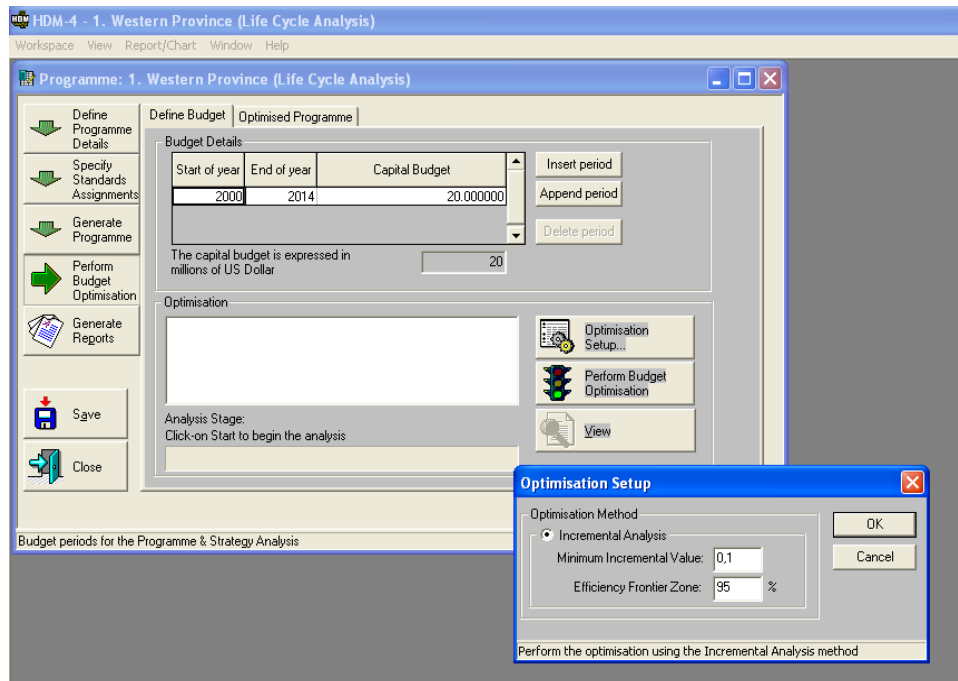 HDM-4 - 1. Western Province (Life Cycle Analysis)
Workspace View Report/Chart Window Help
Programme: 1. Western Province (Life Cycle Analysis)
Define
Programme
Details
Specify
Standards
Assignments
Generate
Programme
Perform
Budget
Optimisation
Generate
Reports
Save
Close
Define Budget Optimised Programme
Budget Details
Start of year End of year Capital Budget
2000 2014 20.000000
Insert period
Append period
Delete period
The capital budget is expressed in
millions of US Dollar
20
Optimisation
Optimisation
Setup...
Perform Budget
Optimisation
View
Analysis Stage:
Click-on Start to begin the analysis
Budget periods for the Programme & Strategy Analysis
Optimisation Setup
Optimisation Method
Incremental Analysis
Minimum Incremental Value: 0,1
Efficiency Frontier Zone: 95 %
OK
Cancel
Perform the optimisation using the Incremental Analysis method